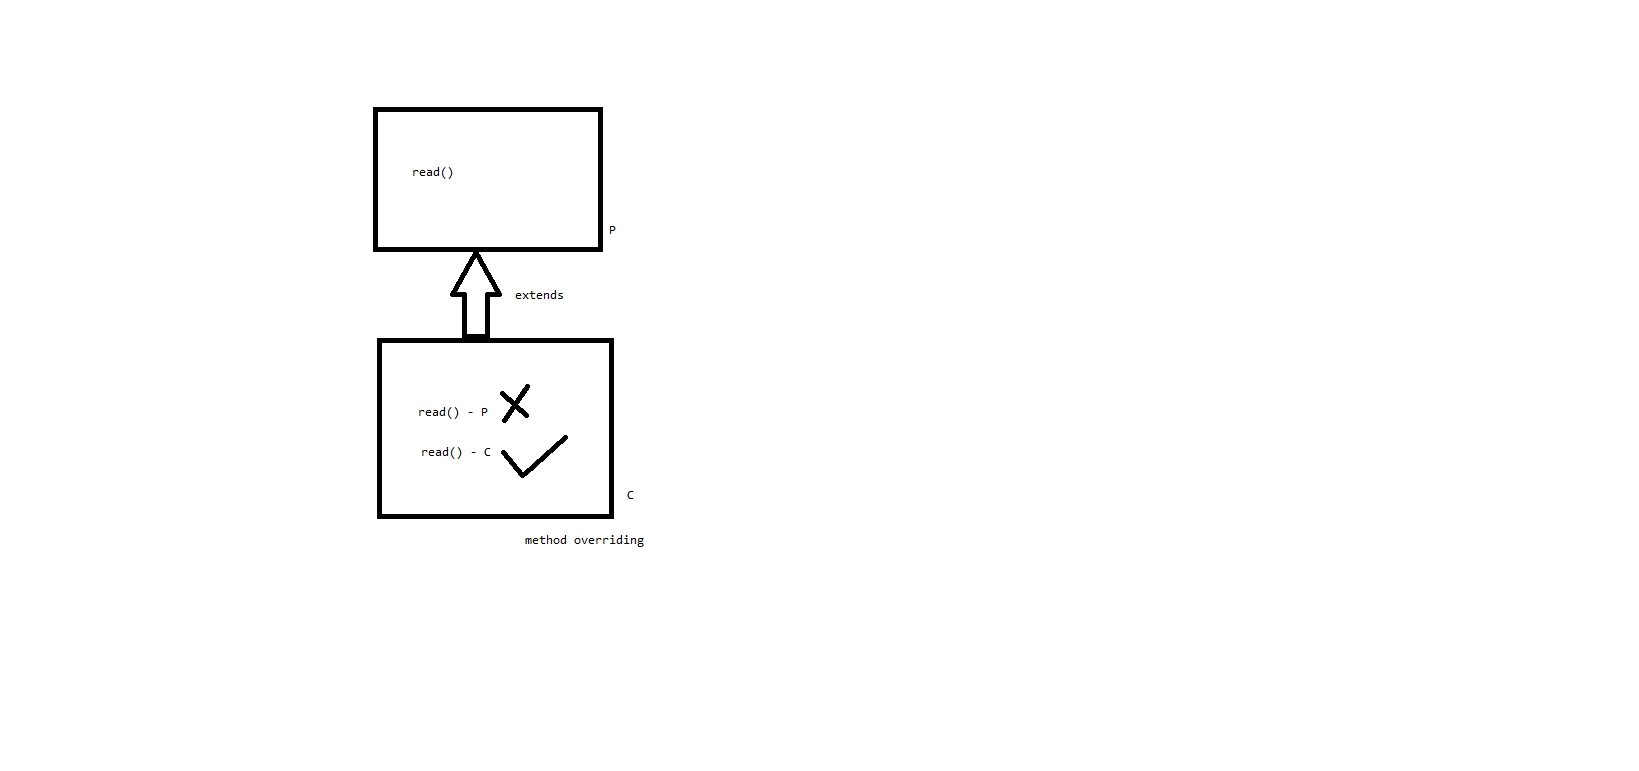 read()
P
extends
read() - P
read() - C
C
method overriding